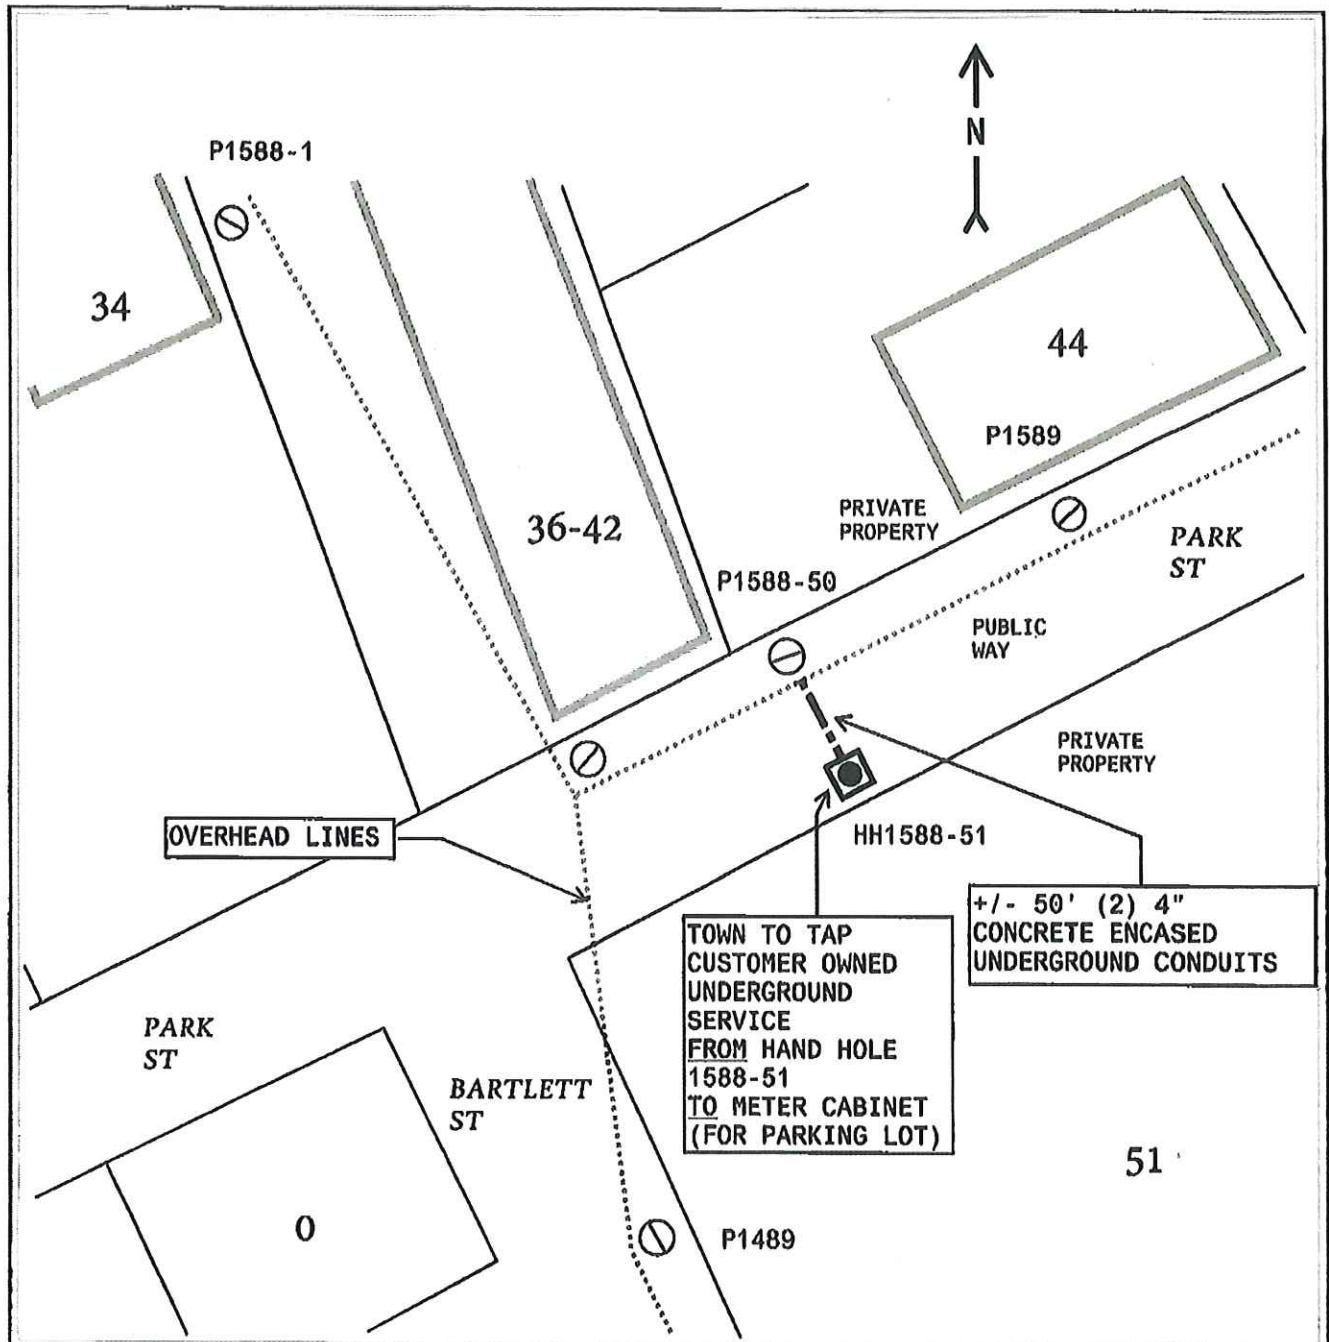 P1588-1
N
34
44
P1589
36-42
PRIVATE
PROPERTY
PARK
ST
P1588-50
PUBLIC
WAY
PRIVATE
PROPERTY
OVERHEAD LINES
HH1588-51
+/- 50' (2) 4"
CONCRETE ENCASED
UNDERGROUND CONDUITS
TOWN TO TAP
CUSTOMER OWNED
UNDERGROUND
SERVICE
FROM HAND HOLE
1588-51
TO METER CABINET
(FOR PARKING LOT)
PARK
ST
BARTLETT
ST
51
0
P1489